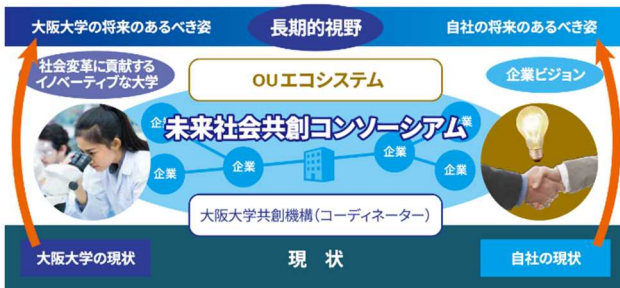 大阪大学の将来のあるべき姿
長期的視野
自社の将来のあるべき姿
社会変革に貢献する
イノベーティブな大学
OUエコシステム
企業ビジョン
未来社会共創コンソーシアム
企業
企業
企業
企業
企業
企業
大阪大学共創機構(コーディネーター)
大阪大学の現状
現 状
自社の現状